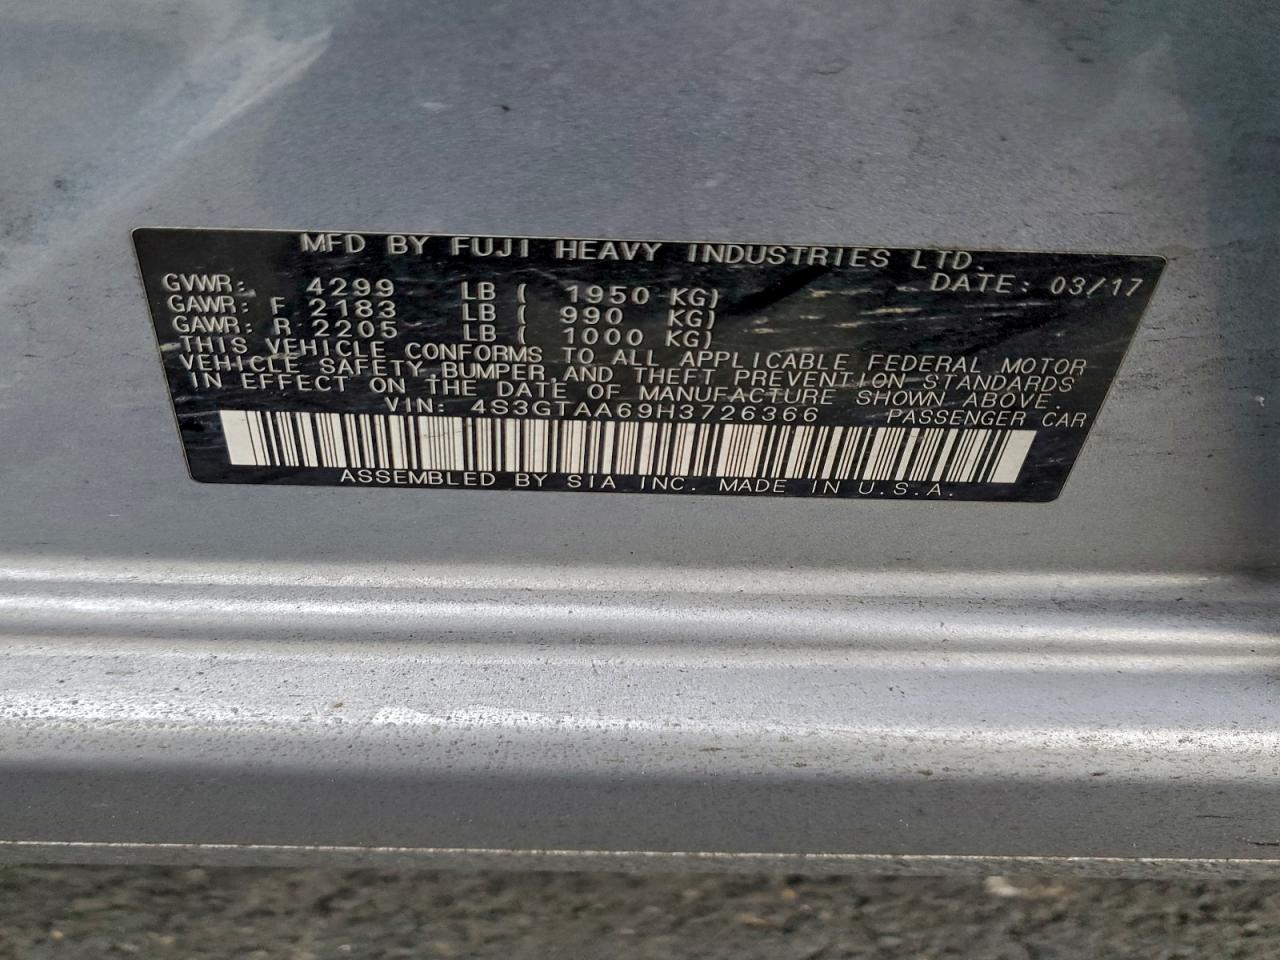 MFD BY FUJI HEAVY INDUSTRIES LTD.
DATE: 03/17
GVWR: 4299 LB ( 1950 KG)
GAWR: F 2183 LB ( 990 KG)
GAWR: R 2205 LB ( 1000 KG)
THIS VEHICLE CONFORMS TO ALL APPLICABLE FEDERAL MOTOR
VEHICLE SAFETY, BUMPER, AND THEFT PREVENTION STANDARDS
IN EFFECT ON THE DATE OF MANUFACTURE SHOWN ABOVE.
VIN: 4S3GTAA69H3726366 PASSENGER CAR
ASSEMBLED BY SIA INC. MADE IN U.S.A.